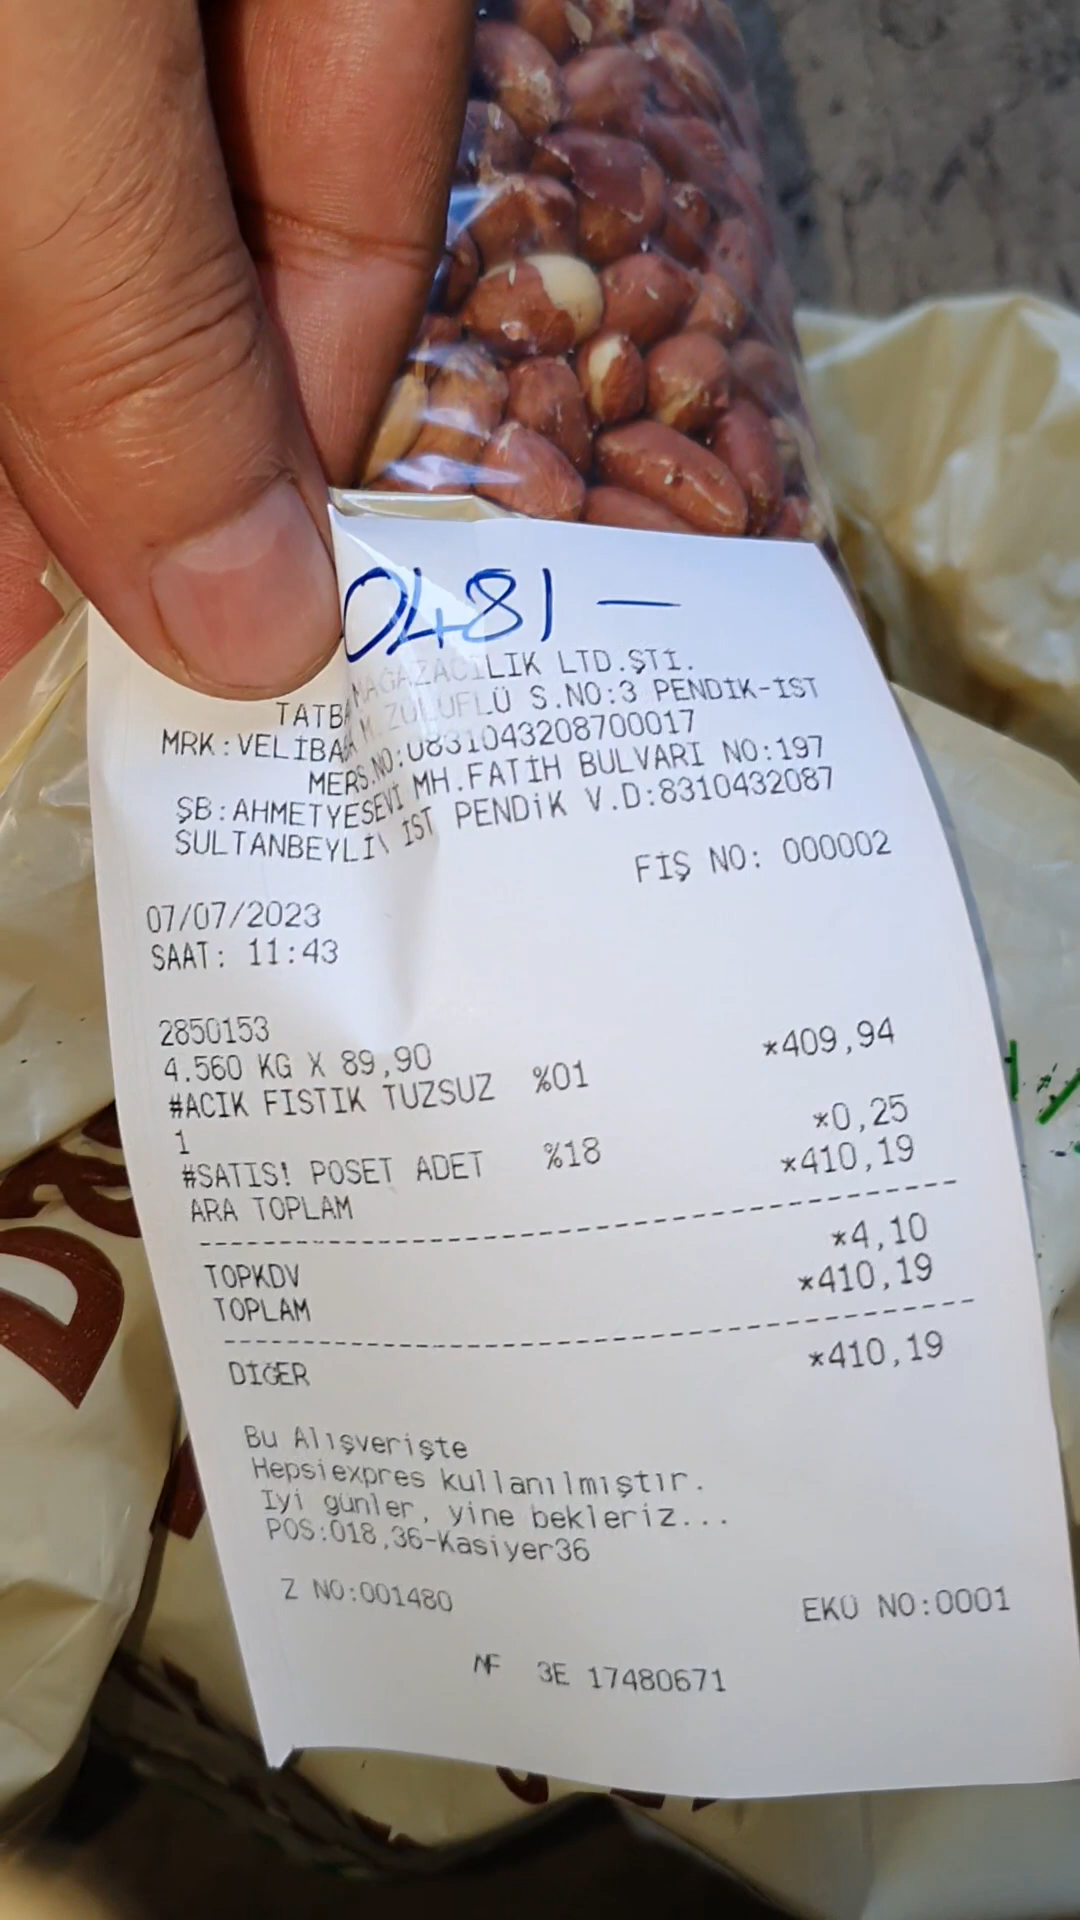 0481 —
TATB MAĞAZACILIK LTD.ŞTİ.
MRK:VELİBA M.ZÜLÜFLÜ S.NO:3 PENDİK-İST
MERS.NO:0831043208700017
ŞB:AHMETYESEVİ MH.FATİH BULVARI NO:197
SULTANBEYLİ\ İST PENDİK V.D:8310432087
FİŞ NO: 000002
07/07/2023
SAAT: 11:43
2850153
4.560 KG X 89,90
#ACIK FISTIK TUZSUZ %01 *409,94
1
#SATIS! POSET ADET %18 *0,25
ARA TOPLAM *410,19
TOPKDV *4,10
TOPLAM *410,19
DİĞER *410,19
Bu Alışverişte
Hepsiexpres kullanılmıştır.
İyi günler, yine bekleriz...
POS:018,36-Kasiyer36
Z NO:001480
EKÜ NO:0001
MF 3E 17480671